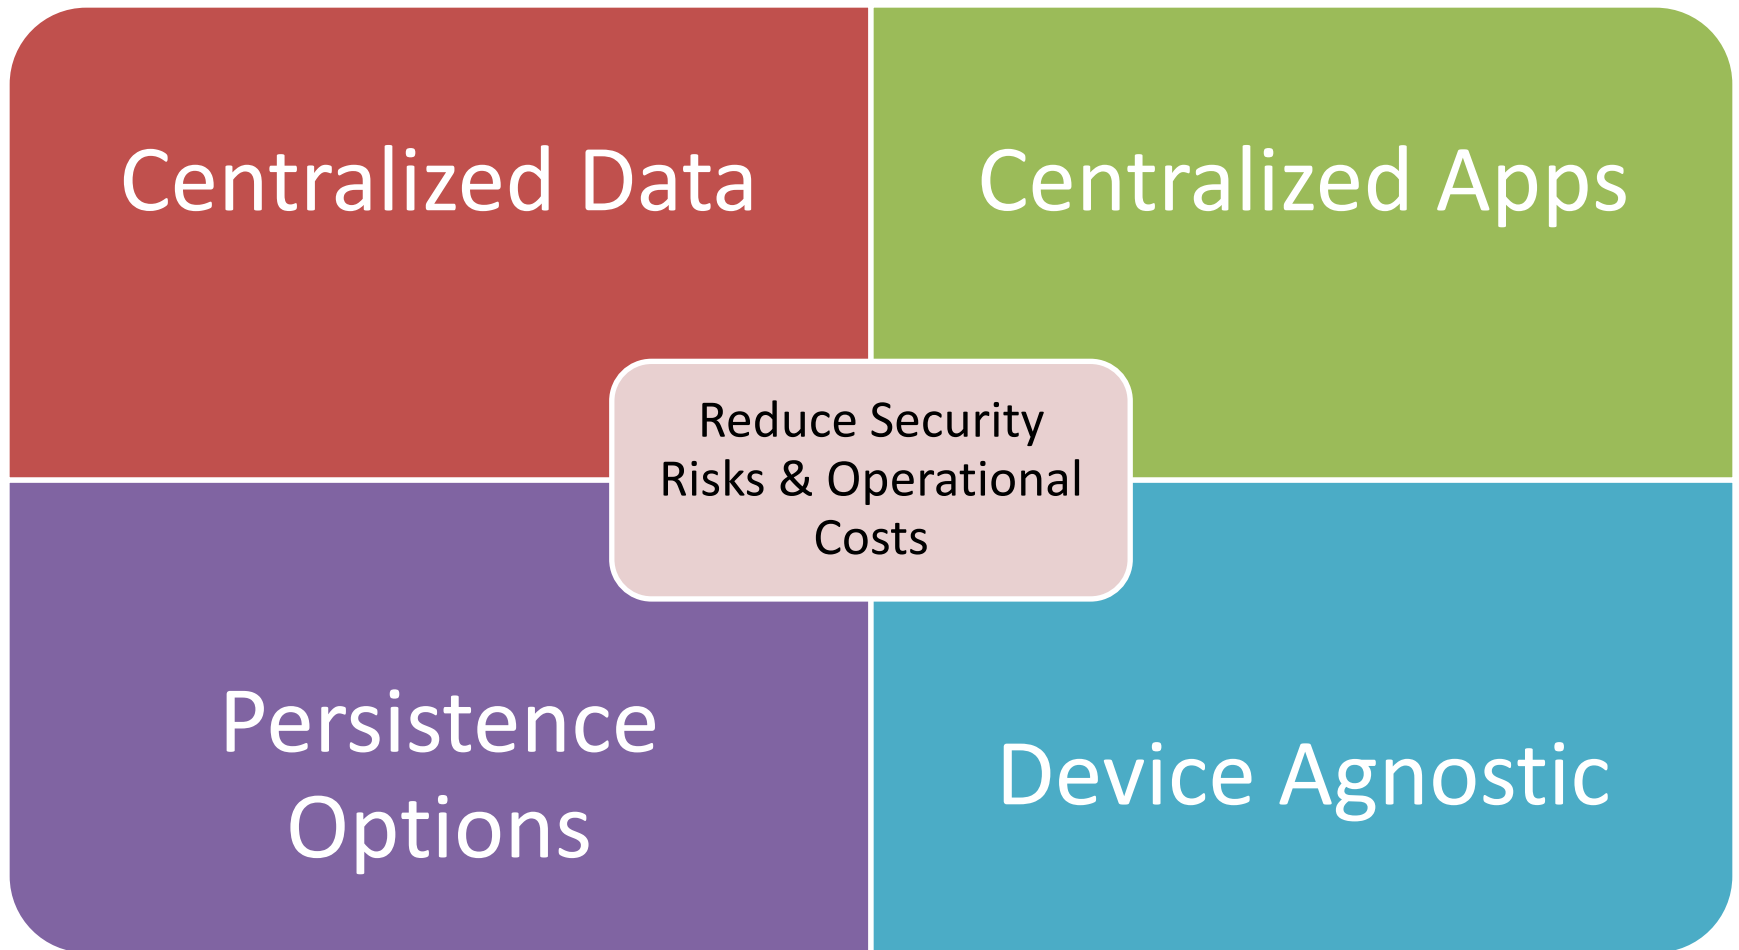 Centralized Data
Centralized Apps
Reduce Security
Risks & Operational
Costs
Persistence
Options
Device Agnostic